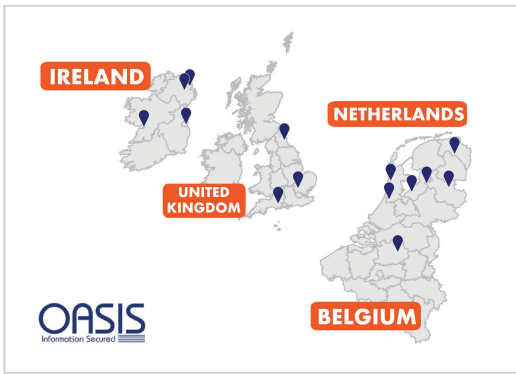 IRELAND
NETHERLANDS
UNITED
KINGDOM
BELGIUM
OASIS
Information Secured